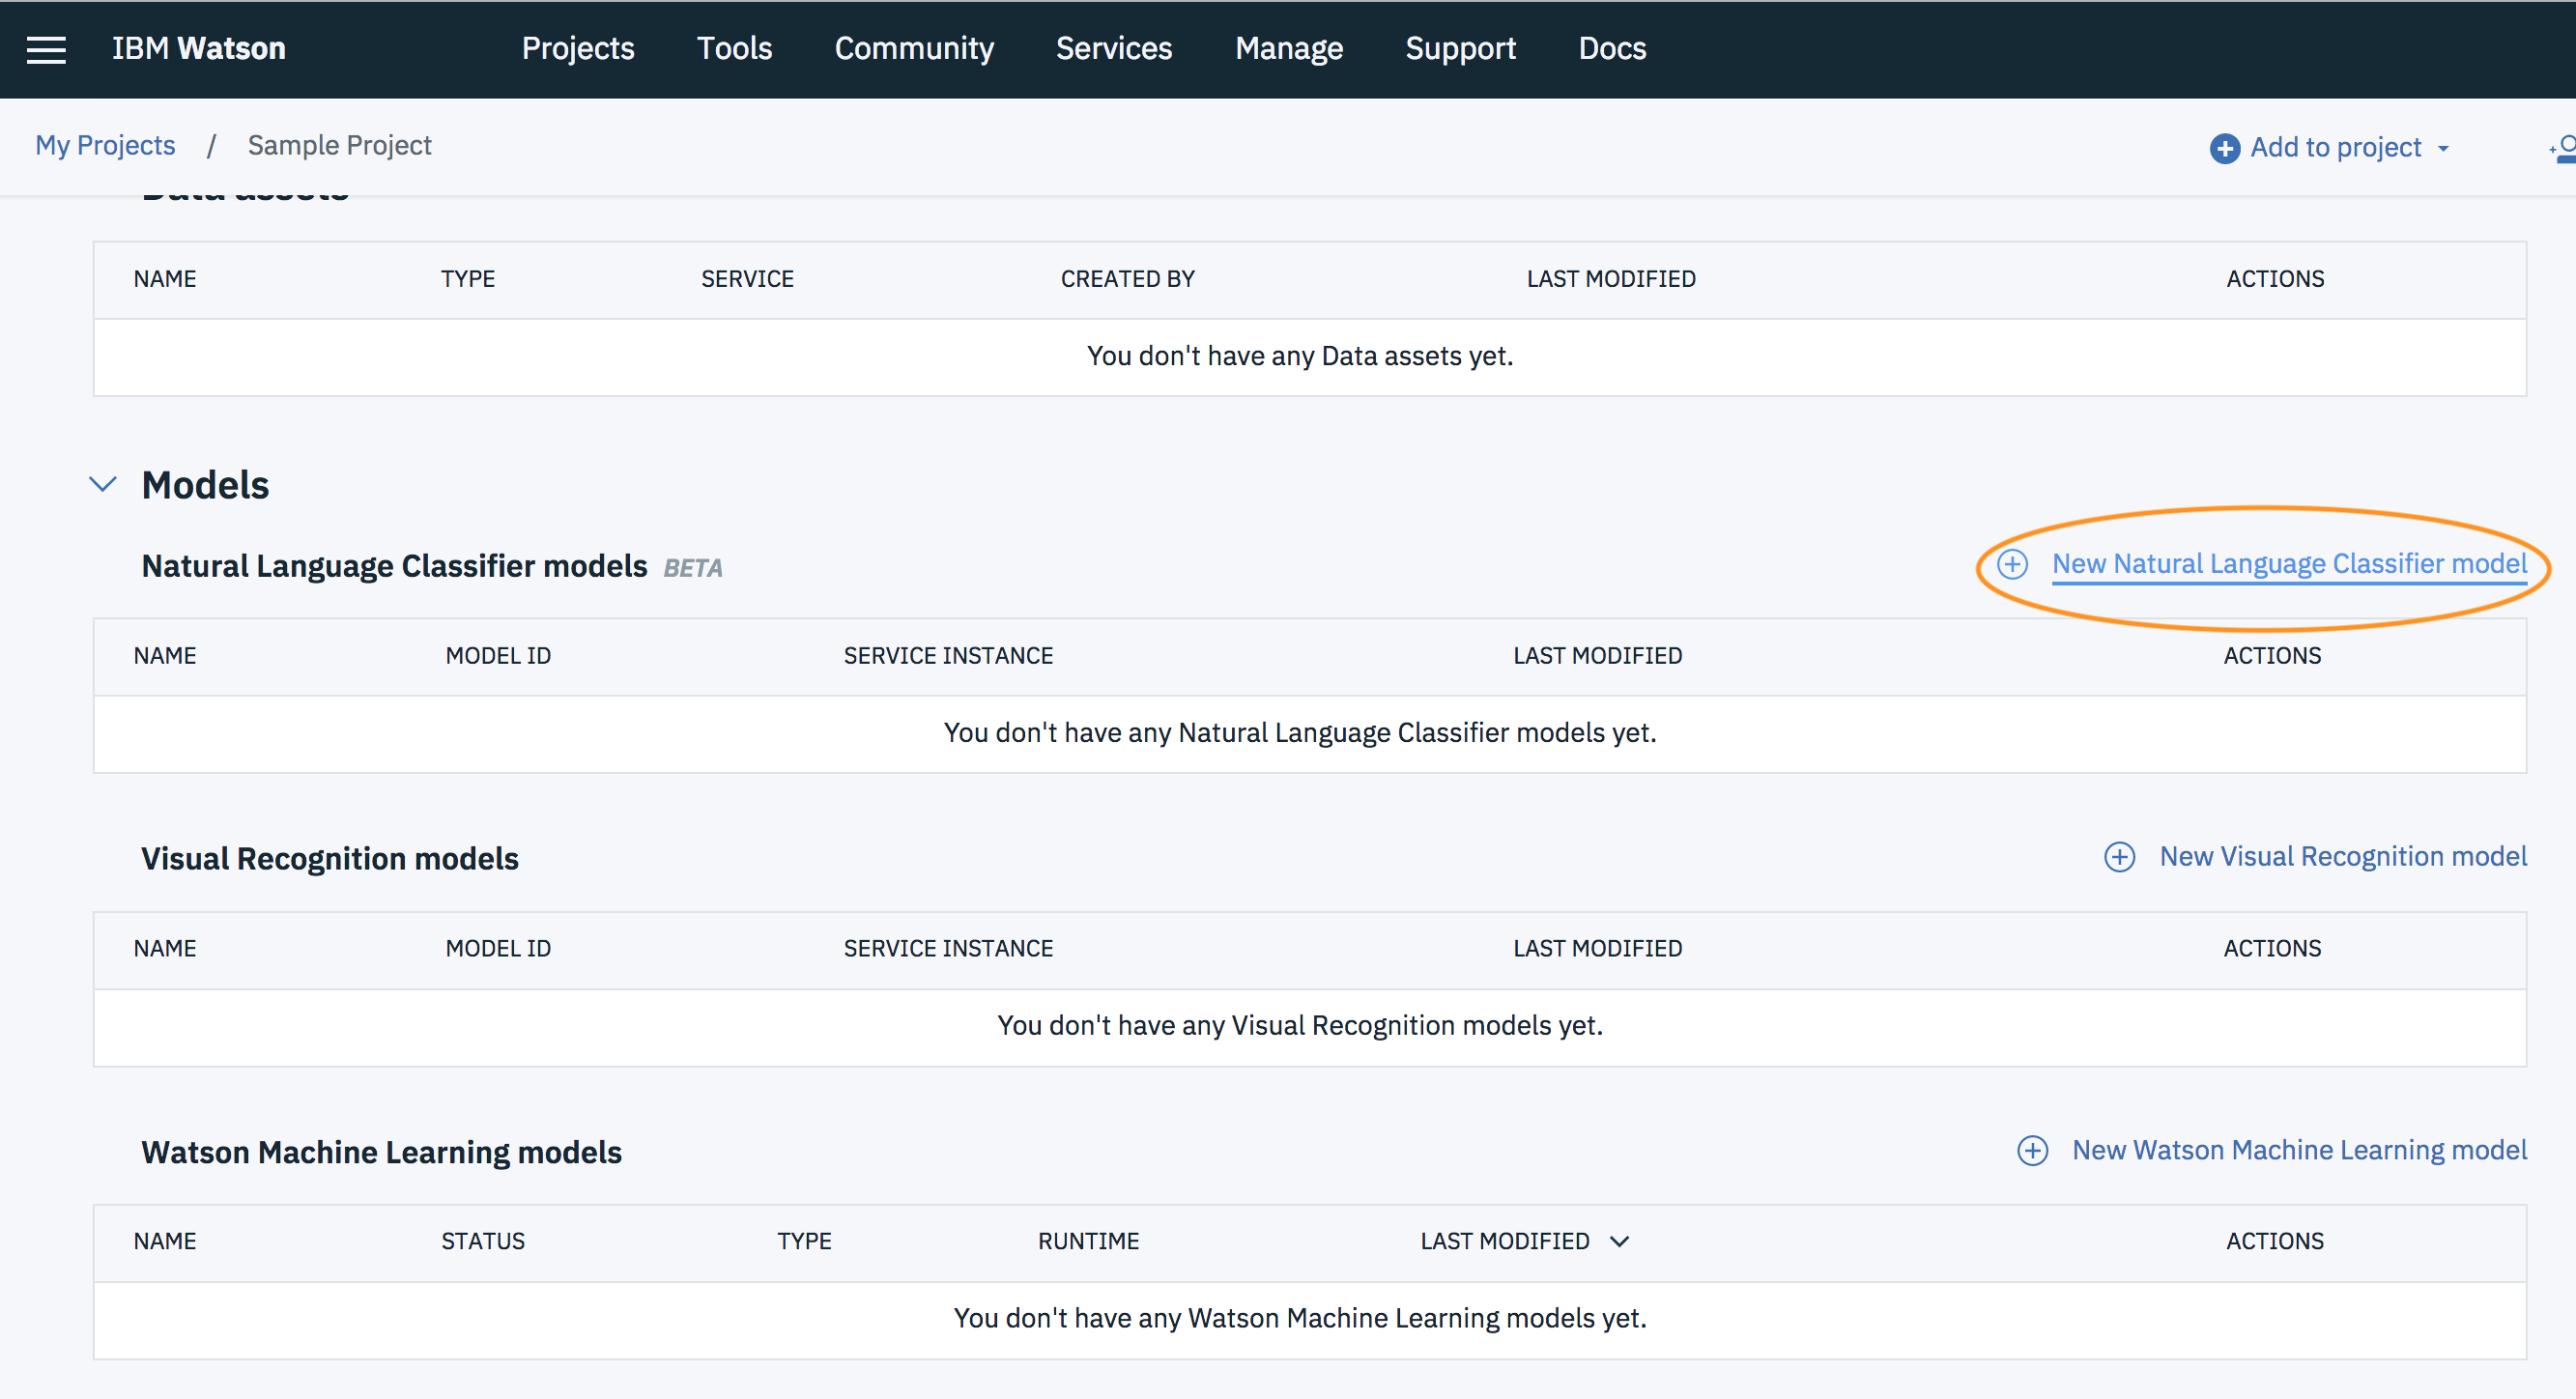 IBM Watson Projects Tools Community Services Manage Support Docs
My Projects / Sample Project Add to project
Data assets
NAME TYPE SERVICE CREATED BY LAST MODIFIED ACTIONS
You don't have any Data assets yet.
Models
Natural Language Classifier models BETA New Natural Language Classifier model
NAME MODEL ID SERVICE INSTANCE LAST MODIFIED ACTIONS
You don't have any Natural Language Classifier models yet.
Visual Recognition models New Visual Recognition model
NAME MODEL ID SERVICE INSTANCE LAST MODIFIED ACTIONS
You don't have any Visual Recognition models yet.
Watson Machine Learning models New Watson Machine Learning model
NAME STATUS TYPE RUNTIME LAST MODIFIED ACTIONS
You don't have any Watson Machine Learning models yet.